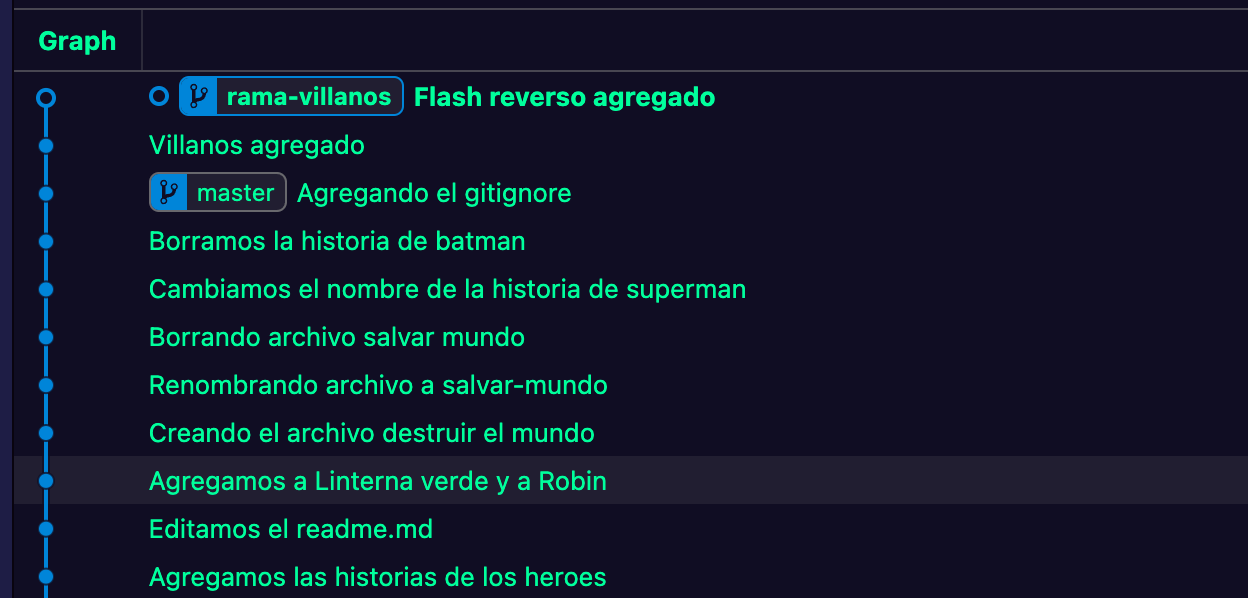 Graph
rama-villanos Flash reverso agregado
Villanos agregado
master Agregando el gitignore
Borramos la historia de batman
Cambiamos el nombre de la historia de superman
Borrando archivo salvar mundo
Renombrando archivo a salvar-mundo
Creando el archivo destruir el mundo
Agregamos a Linterna verde y a Robin
Editamos el readme.md
Agregamos las historias de los heroes